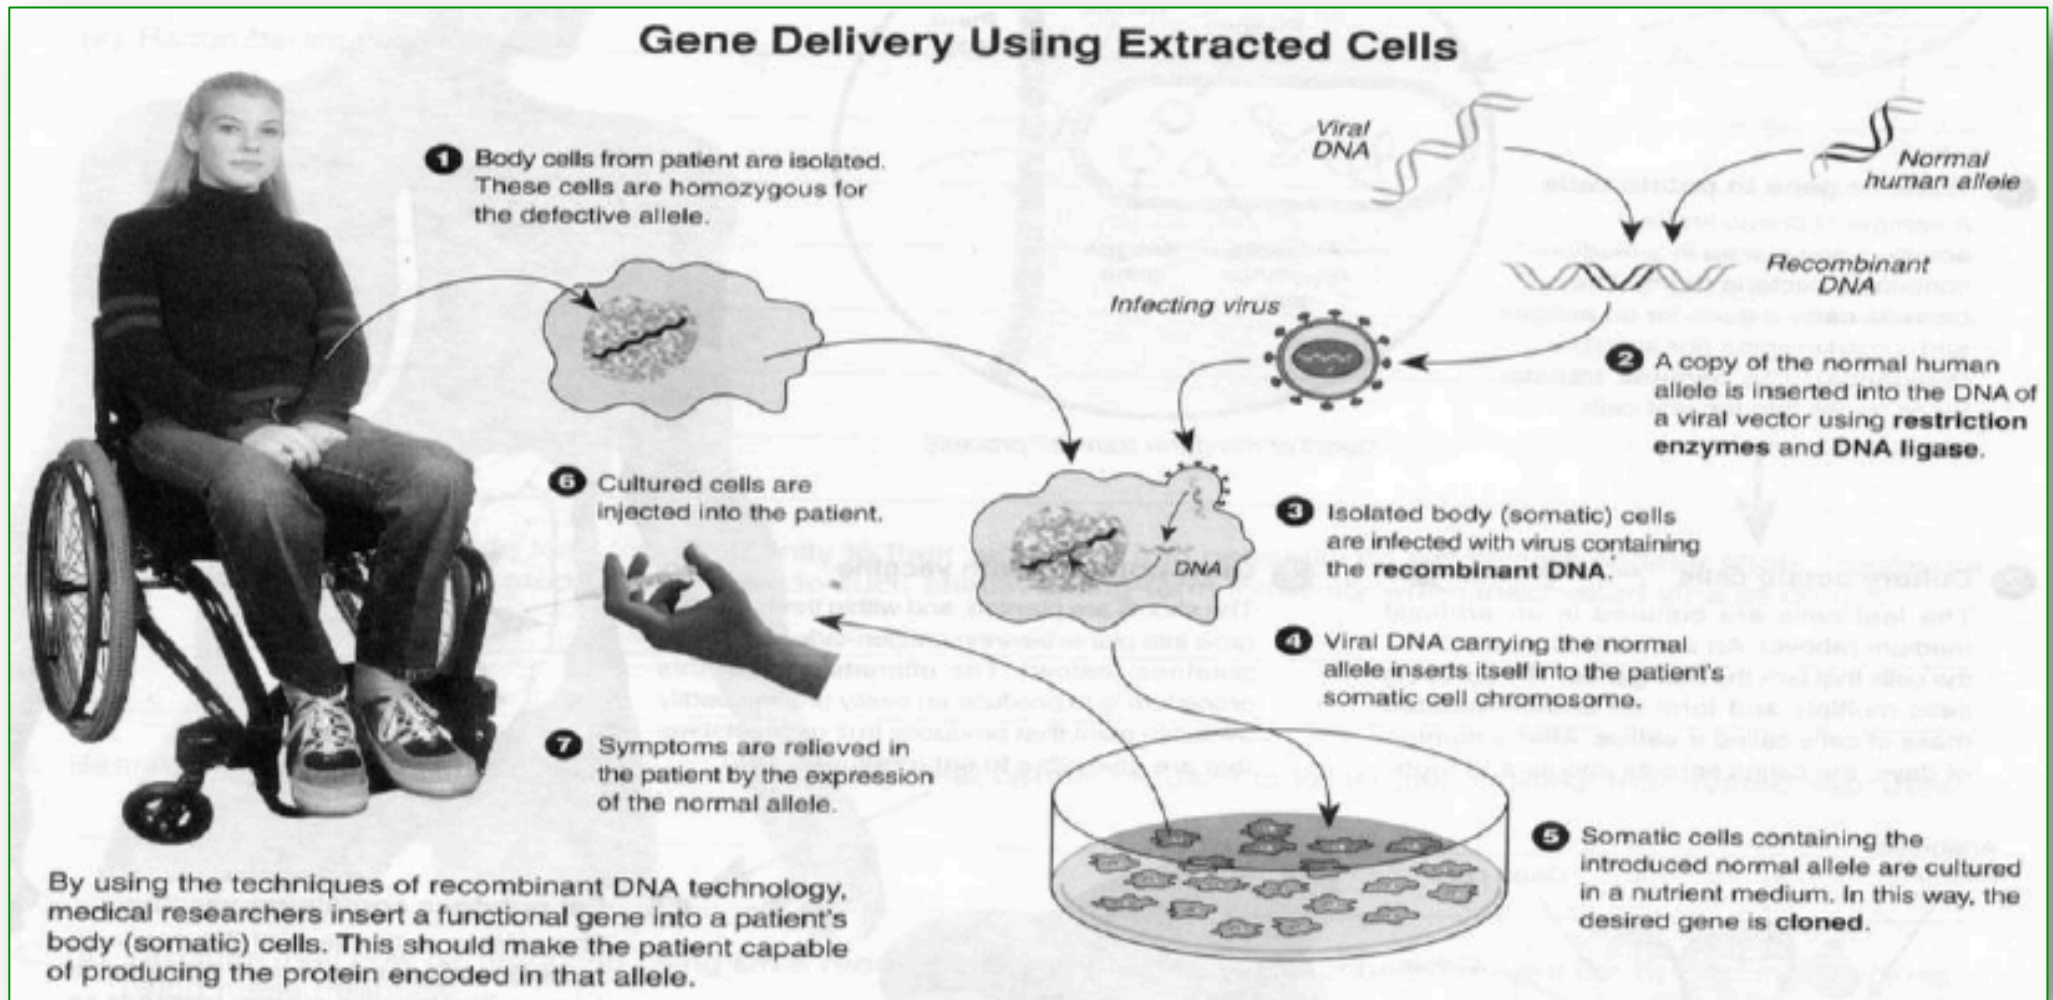 Gene Delivery Using Extracted Cells
1 Body cells from patient are isolated.
These cells are homozygous for
the defective allele.
Viral
DNA
Normal
human allele
Recombinant
DNA
Infecting virus
2 A copy of the normal human
allele is inserted into the DNA of
a viral vector using restriction
enzymes and DNA ligase.
3 Isolated body (somatic) cells
are infected with virus containing
the recombinant DNA.
DNA
4 Viral DNA carrying the normal
allele inserts itself into the patient's
somatic cell chromosome.
5 Somatic cells containing the
introduced normal allele are cultured
in a nutrient medium. In this way, the
desired gene is cloned.
6 Cultured cells are
injected into the patient.
7 Symptoms are relieved in
the patient by the expression
of the normal allele.
By using the techniques of recombinant DNA technology,
medical researchers insert a functional gene into a patient's
body (somatic) cells. This should make the patient capable
of producing the protein encoded in that allele.